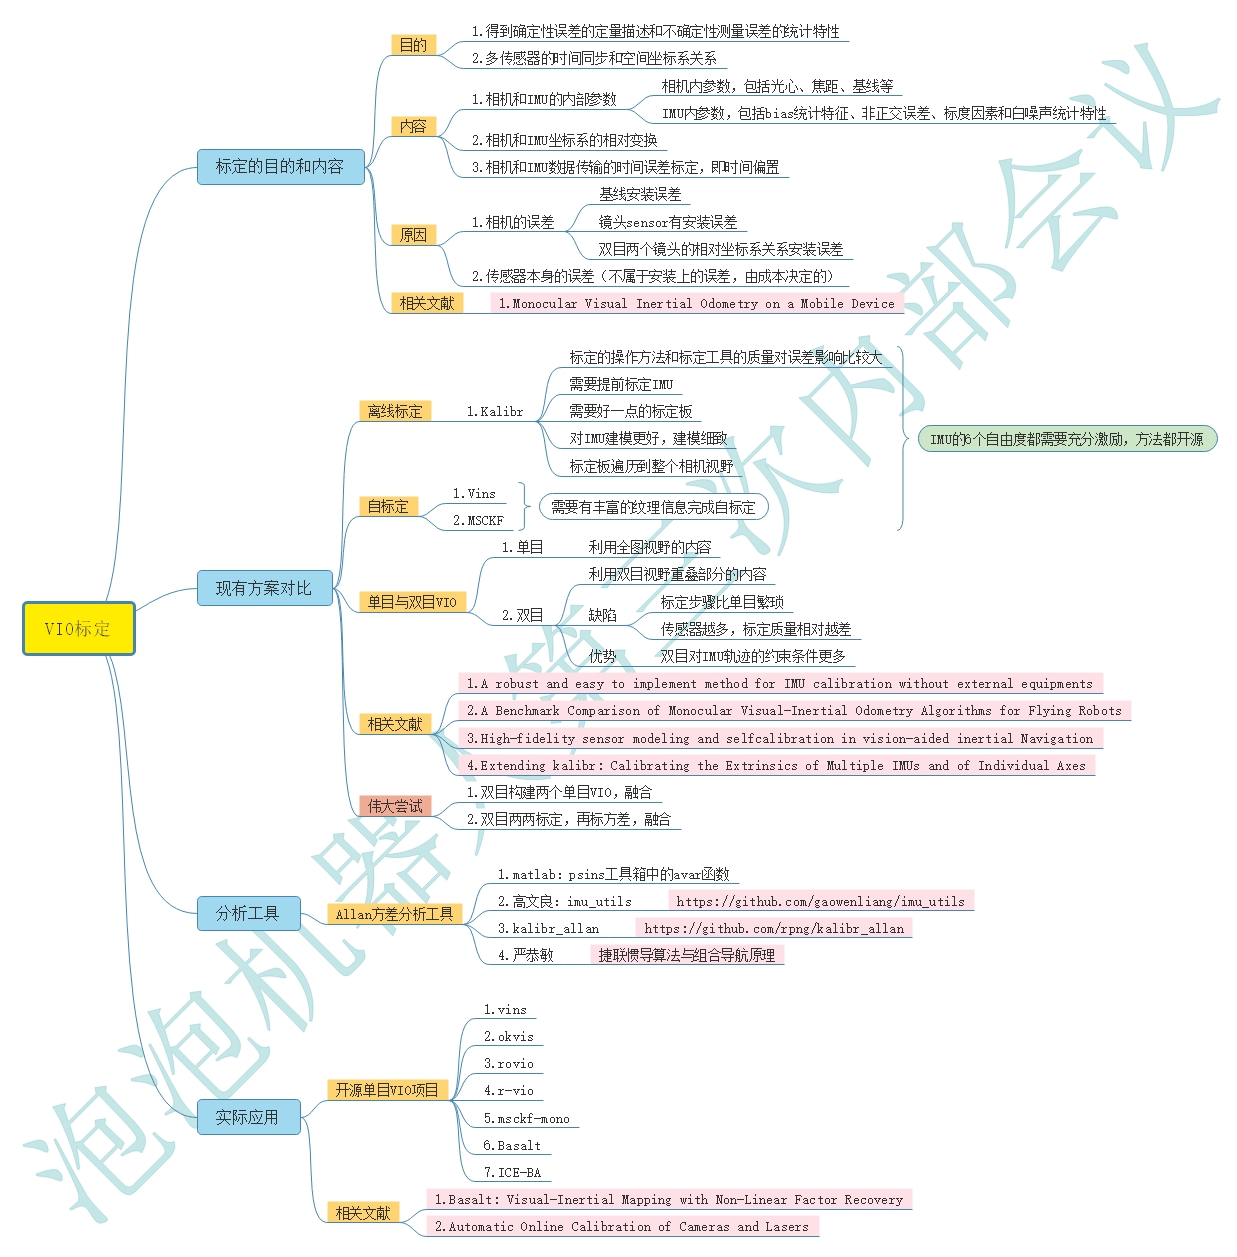 VIO标定
标定的目的和内容
目的
1.得到确定性误差的定量描述和不确定性测量误差的统计特性
2.多传感器的时间同步和空间坐标系关系
内容
1.相机和IMU的内部参数
相机内参数，包括光心、焦距、基线等
IMU内参数，包括bias统计特征、非正交误差、标度因素和白噪声统计特性
2.相机和IMU坐标系的相对变换
3.相机和IMU数据传输的时间误差标定，即时间偏置
原因
1.相机的误差
基线安装误差
镜头sensor有安装误差
双目两个镜头的相对坐标系关系安装误差
2.传感器本身的误差（不属于安装上的误差，由成本决定的）
相关文献
1.Monocular Visual Inertial Odometry on a Mobile Device
现有方案对比
离线标定
1.Kalibr
标定的操作方法和标定工具的质量对误差影响比较大
需要提前标定IMU
需要好一点的标定板
对IMU建模更好，建模细致
标定板遍历到整个相机视野
自标定
1.Vins
2.MSCKF
需要有丰富的纹理信息完成自标定
IMU的6个自由度都需要充分激励，方法都开源
单目与双目VIO
1.单目
利用全图视野的内容
2.双目
利用双目视野重叠部分的内容
缺陷
标定步骤比单目繁琐
传感器越多，标定质量相对越差
优势
双目对IMU轨迹的约束条件更多
相关文献
1.A robust and easy to implement method for IMU calibration without external equipments
2.A Benchmark Comparison of Monocular Visual-Inertial Odometry Algorithms for Flying Robots
3.High-fidelity sensor modeling and selfcalibration in vision-aided inertial Navigation
4.Extending kalibr: Calibrating the Extrinsics of Multiple IMUs and of Individual Axes
伟大尝试
1.双目构建两个单目VIO，融合
2.双目两两标定，再标方差，融合
分析工具
Allan方差分析工具
1.matlab：psins工具箱中的avar函数
2.高文良：imu_utils
https://github.com/gaowenliang/imu_utils
3.kalibr_allan
https://github.com/rpng/kalibr_allan
4.严恭敏
捷联惯导算法与组合导航原理
实际应用
开源单目VIO项目
1.vins
2.okvis
3.rovio
4.r-vio
5.msckf-mono
6.Basalt
7.ICE-BA
相关文献
1.Basalt: Visual-Inertial Mapping with Non-Linear Factor Recovery
2.Automatic Online Calibration of Cameras and Lasers
泡泡机器人第三次内部会议